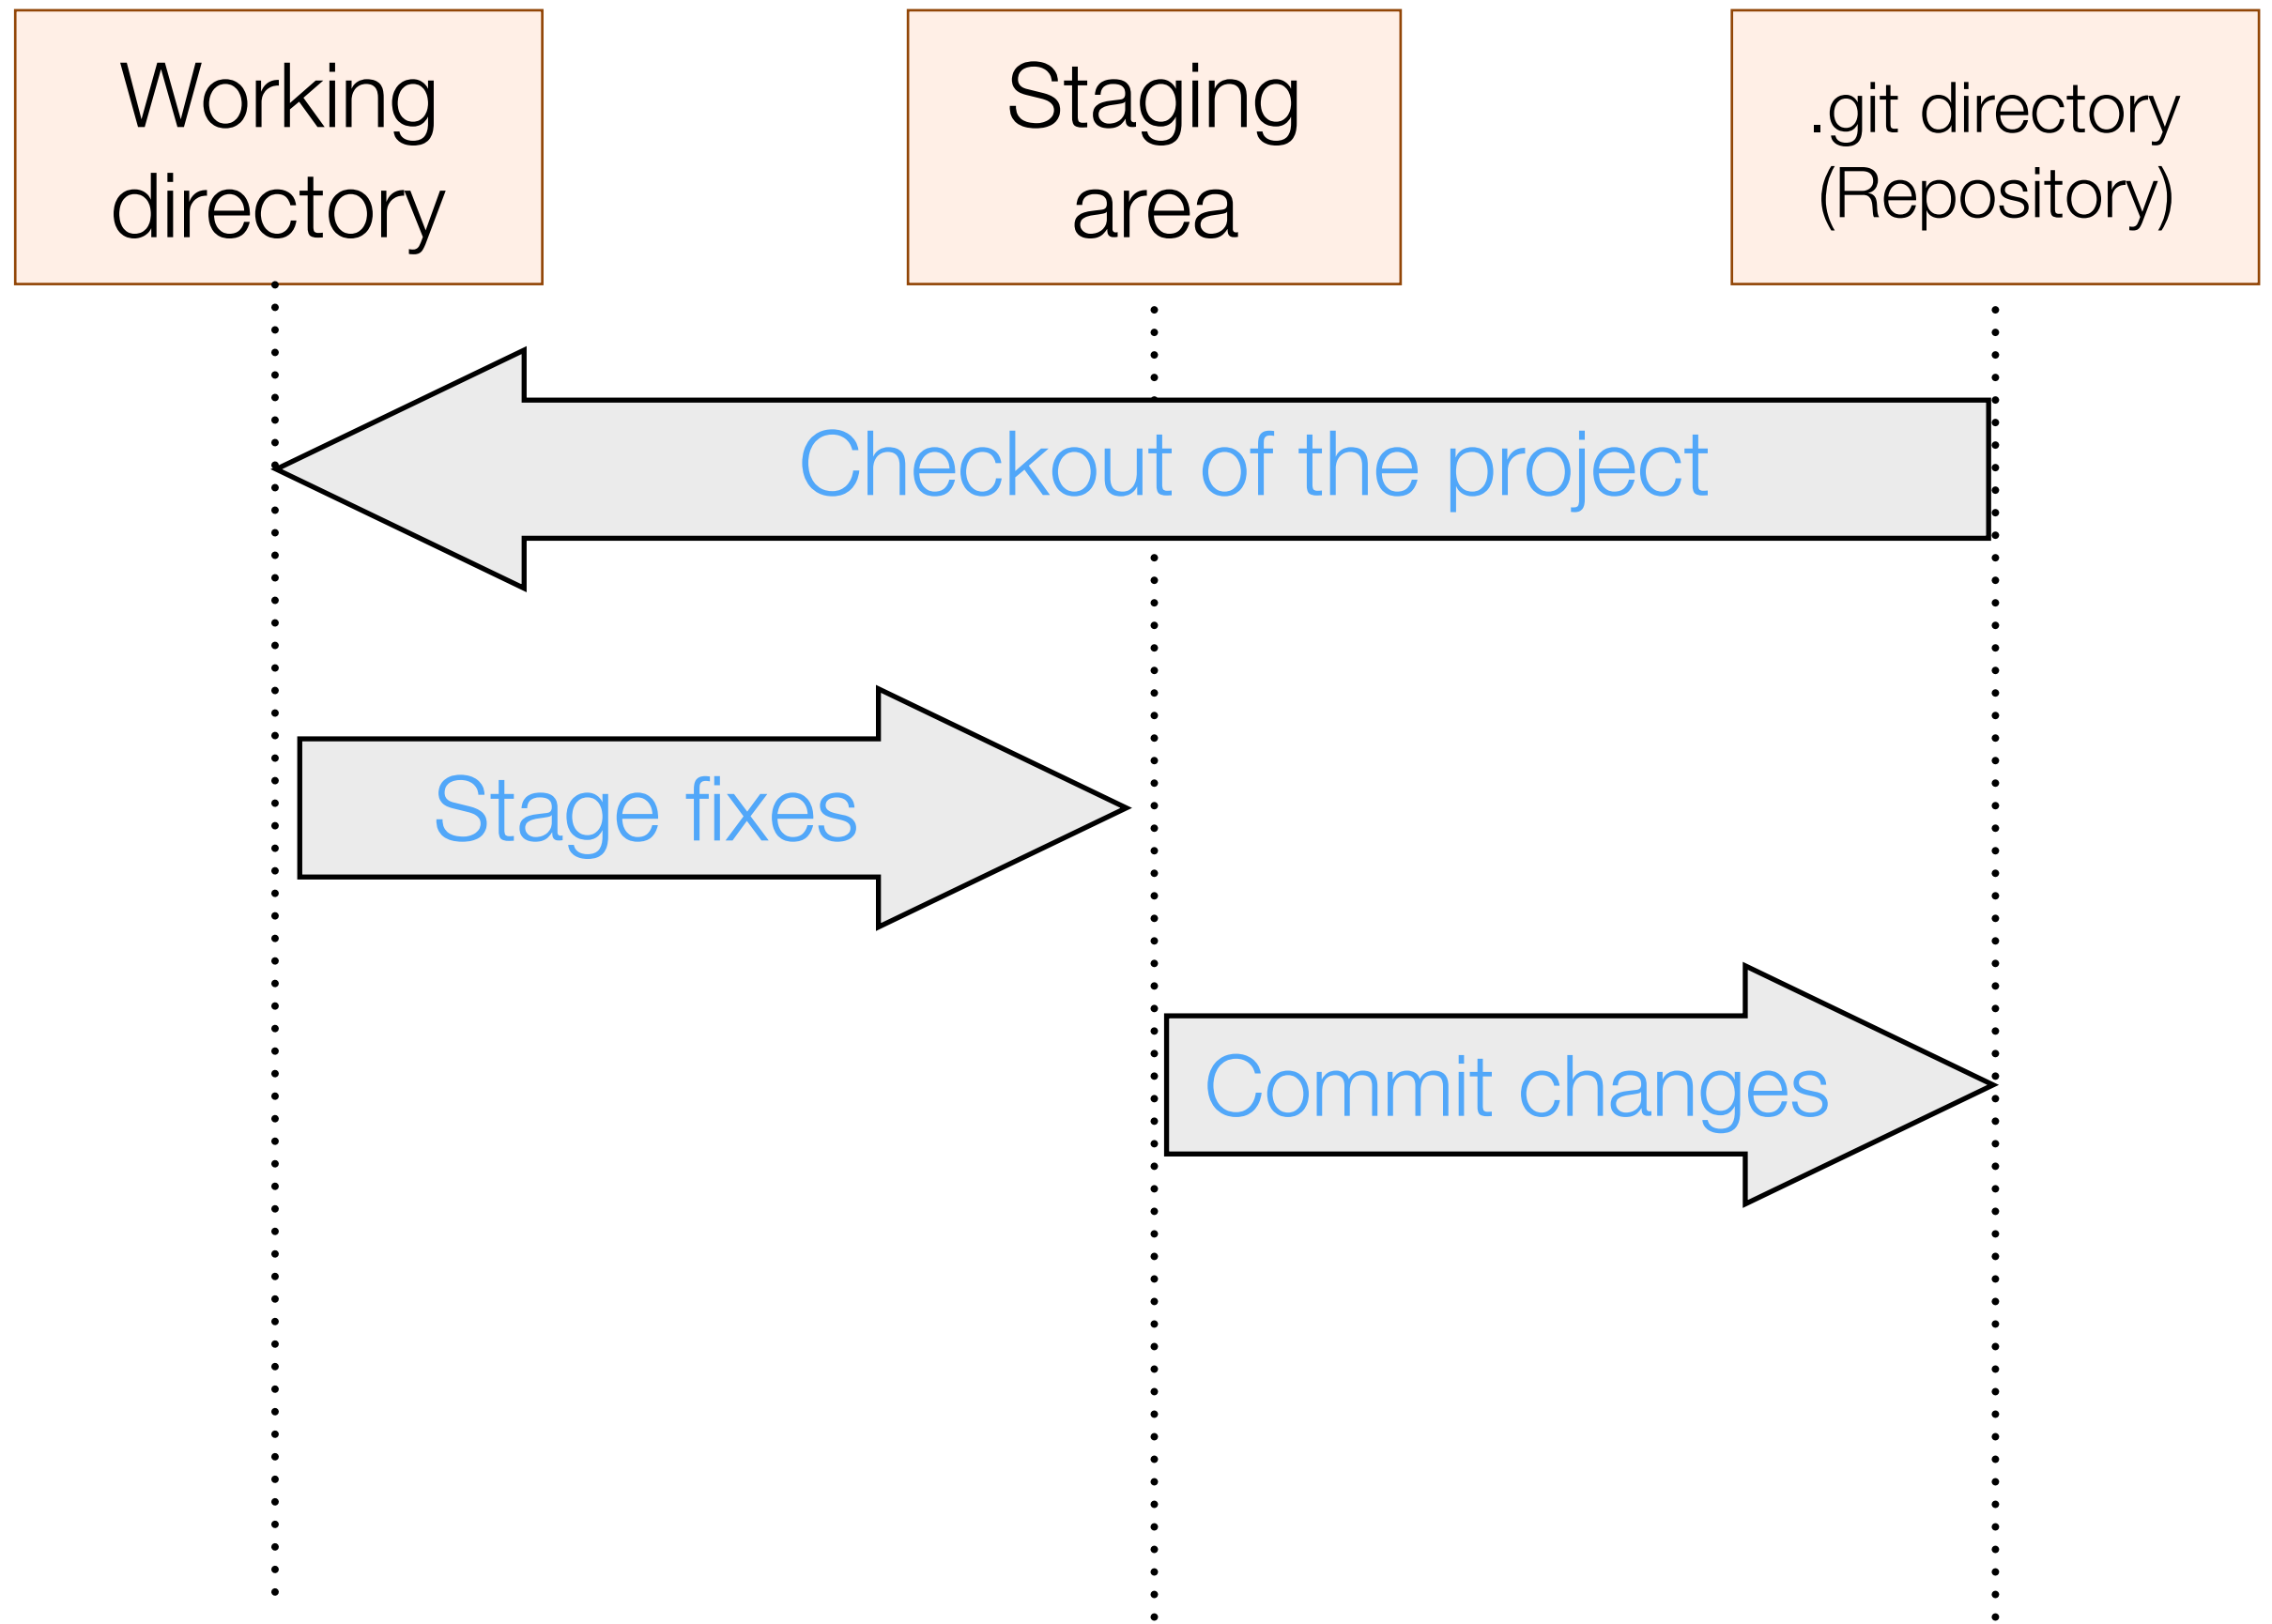 Working
directory
Staging
area
.git directory
(Repository)
Checkout of the project
Stage fixes
Commit changes